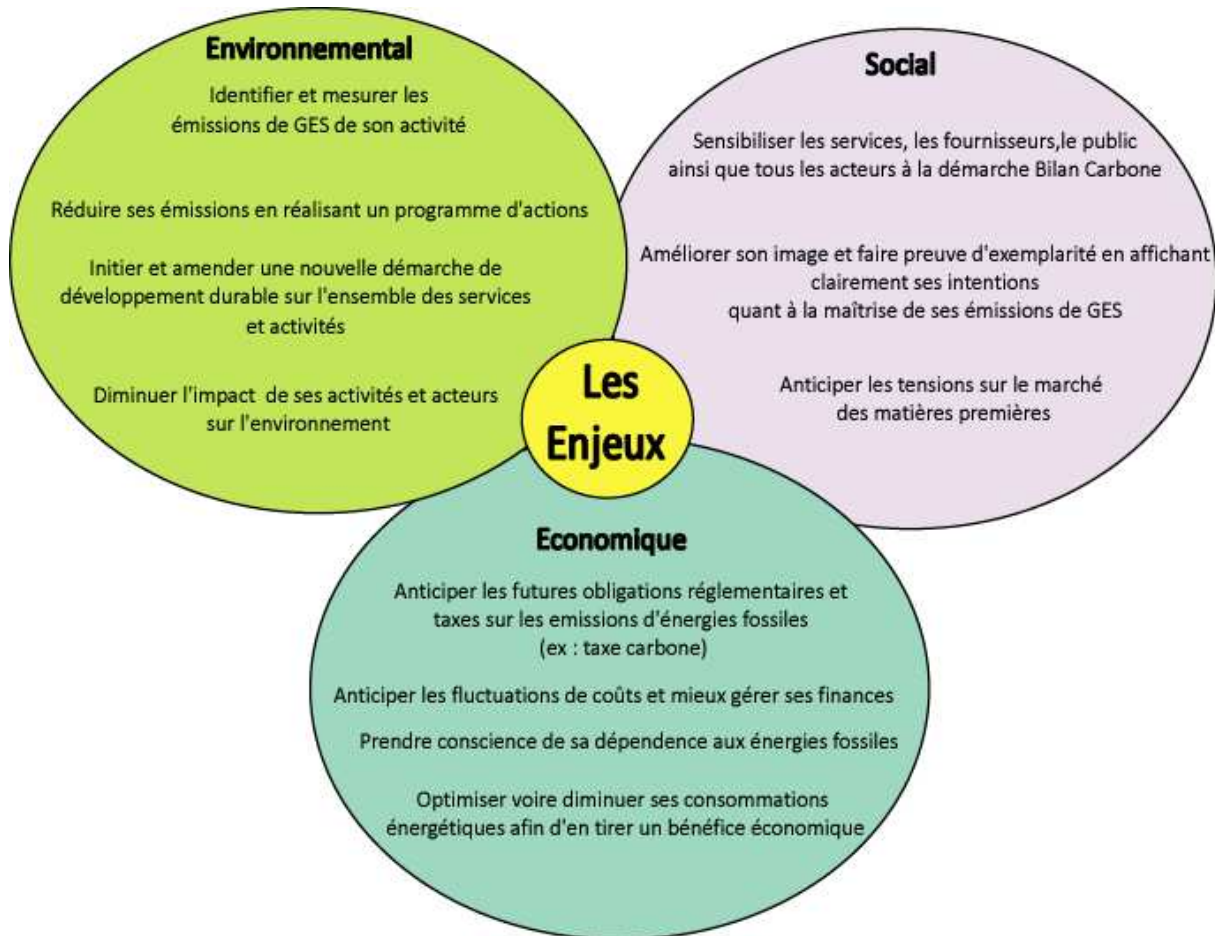 Environnemental
Identifier et mesurer les
émissions de GES de son activité
Réduire ses émissions en réalisant un programme d'actions
Initier et amender une nouvelle démarche de
développement durable sur l'ensemble des services
et activités
Diminuer l'impact  de ses activités et acteurs
sur l'environnement
Social
Sensibiliser les services, les fournisseurs,le public
ainsi que tous les acteurs à la démarche Bilan Carbone
Améliorer son image et faire preuve d'exemplarité en affichant
clairement ses intentions
quant à la maîtrise de ses émissions de GES
Anticiper les tensions sur le marché
des matières premières
Les
Enjeux
Economique
Anticiper les futures obligations réglementaires et
taxes sur les emissions d'énergies fossiles
(ex : taxe carbone)
Anticiper les fluctuations de coûts et mieux gérer ses finances
Prendre conscience de sa dépendence aux énergies fossiles
Optimiser voire diminuer ses consommations
énergétiques afin d'en tirer un bénéfice économique